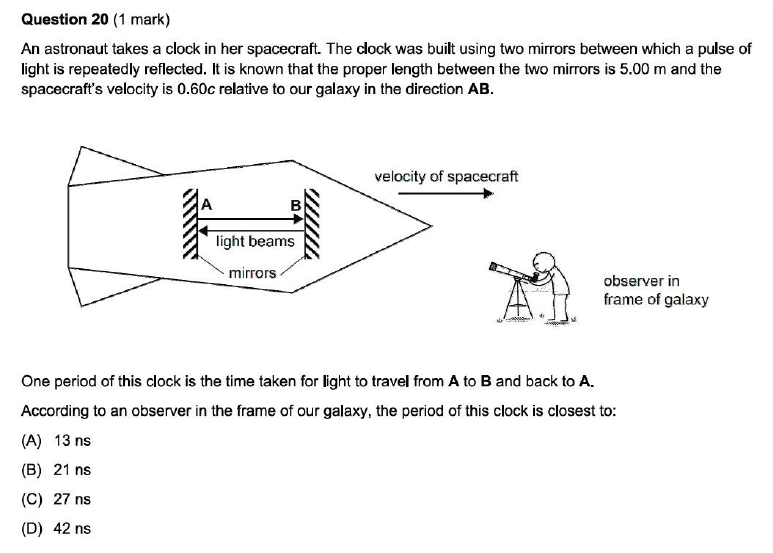 Question 20 (1 mark)
An astronaut takes a clock in her spacecraft. The clock was built using two mirrors between which a pulse of
light is repeatedly reflected. It is known that the proper length between the two mirrors is 5.00 m and the
spacecraft's velocity is 0.60c relative to our galaxy in the direction AB.
velocity of spacecraft
A
B
light beams
mirrors
observer in
frame of galaxy
One period of this clock is the time taken for light to travel from A to B and back to A.
According to an observer in the frame of our galaxy, the period of this clock is closest to:
(A) 13 ns
(B) 21 ns
(C) 27 ns
(D) 42 ns